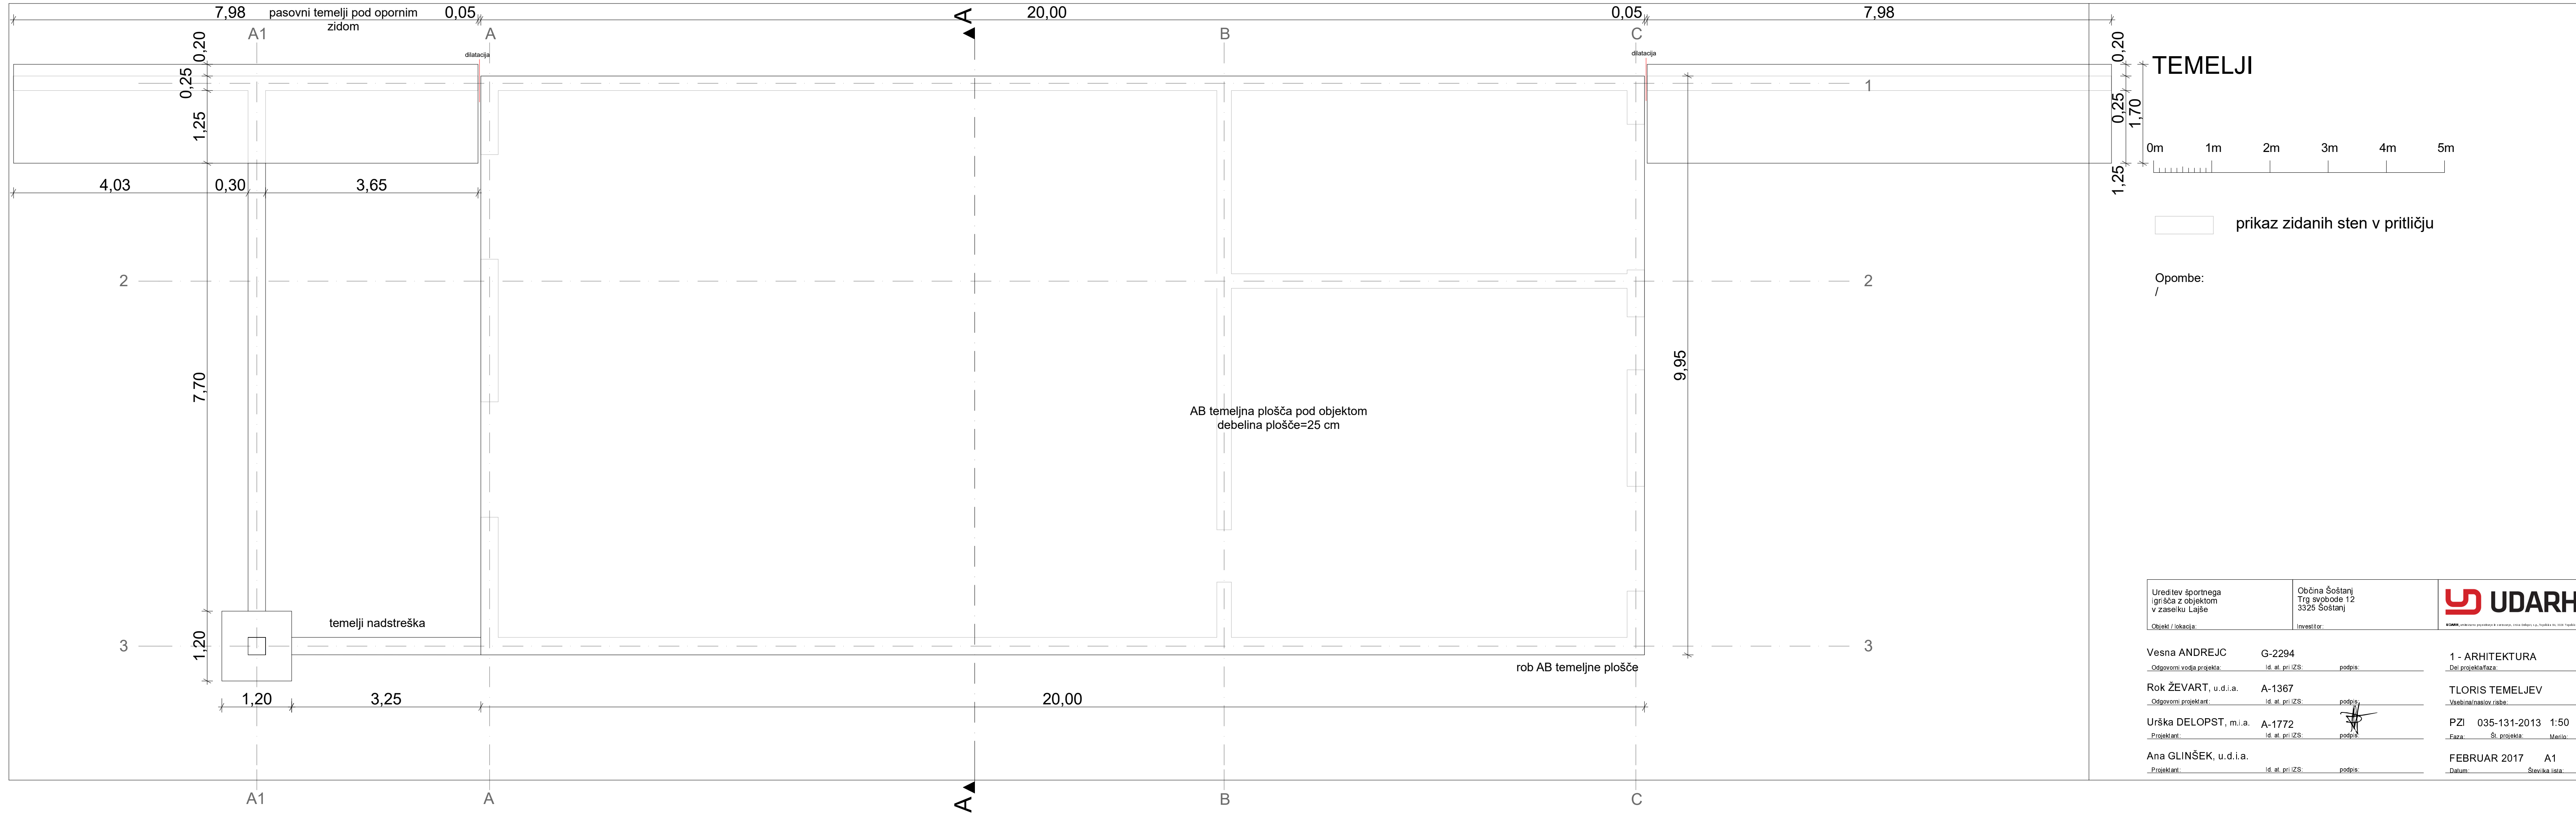 7,98
pasovni temelji pod opornim
zidom
0,05
A
20,00
0,05
7,98
A1
A
B
C
dilatacija
dilatacija
0,20
0,25
1,25
1
0,20
0,25
1,70
1,25
4,03
0,30
3,65
2
2
7,70
9,95
AB temeljna plošča pod objektom
debelina plošče=25 cm
temelji nadstreška
3
3
1,20
rob AB temeljne plošče
1,20
3,25
20,00
A1
A
A
B
C
TEMELJI
0m 1m 2m 3m 4m 5m
prikaz zidanih sten v pritličju
Opombe:
/
Ureditev športnega
igrišča z objektom
v zaselku Lajše
Objekt / lokacija:
Občina Šoštanj
Trg svobode 12
3325 Šoštanj
Investitor:
UDARH
Vesna ANDREJC G-2294
Odgovorni vodja projekta: Id. št. pri IZS: podpis:
Rok ŽEVART, u.d.i.a. A-1367
Odgovorni projektant: Id. št. pri IZS: podpis:
Urška DELOPST, m.i.a. A-1772
Projektant: Id. št. pri IZS: podpis:
Ana GLINŠEK, u.d.i.a.
Projektant: Id. št. pri IZS: podpis:
1 - ARHITEKTURA
Del projekta/faza:
TLORIS TEMELJEV
Vsebina/naslov risbe:
PZI 035-131-2013 1:50
Faza: Št. projekta: Merilo:
FEBRUAR 2017 A1
Datum: Številka lista: